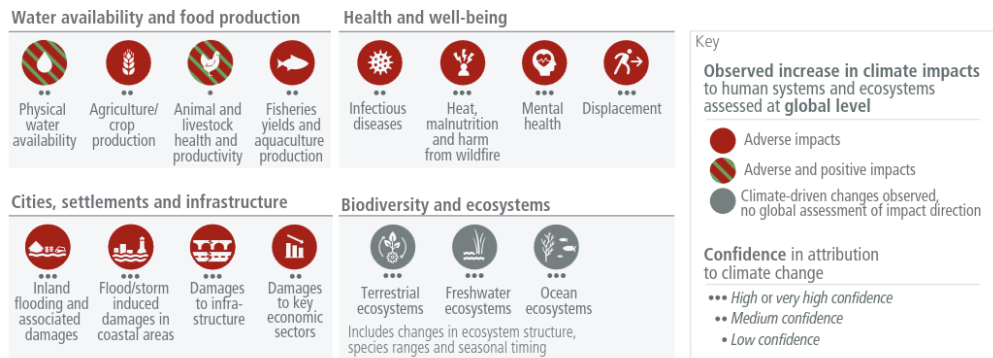 Water availability and food production
Physical
water
availability
Agriculture/
crop
production
Animal and
livestock
health and
productivity
Fisheries
yields and
aquaculture
production
Health and well-being
Infectious
diseases
Heat,
malnutrition
and harm
from wildfire
Mental
health
Displacement
Cities, settlements and infrastructure
Inland
flooding and
associated
damages
Flood/storm
induced
damages in
coastal areas
Damages
to infra-
structure
Damages
to key
economic
sectors
Biodiversity and ecosystems
Terrestrial
ecosystems
Freshwater
ecosystems
Ocean
ecosystems
Includes changes in ecosystem structure,
species ranges and seasonal timing
Key
Observed increase in climate impacts
to human systems and ecosystems
assessed at global level
Adverse impacts
Adverse and positive impacts
Climate-driven changes observed,
no global assessment of impact direction
Confidence in attribution
to climate change
••• High or very high confidence
•• Medium confidence
• Low confidence